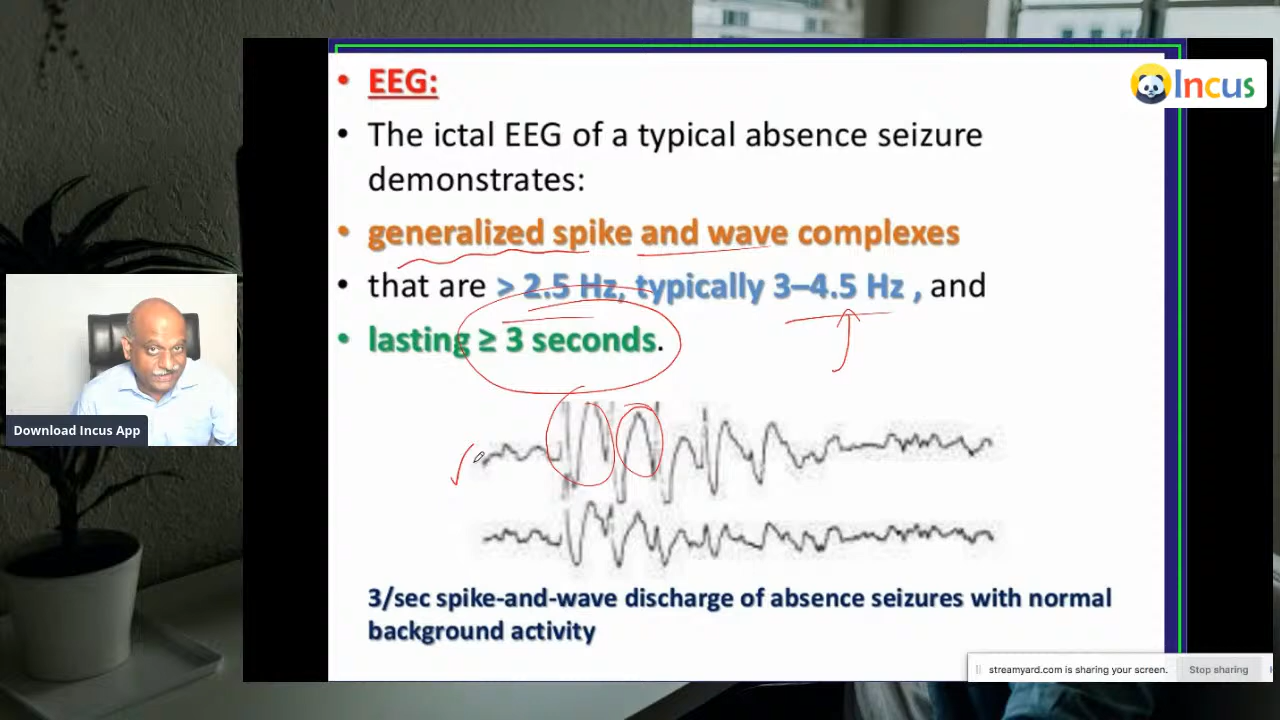 EEG:
The ictal EEG of a typical absence seizure
demonstrates:
generalized spike and wave complexes
that are > 2.5 Hz, typically 3–4.5 Hz , and
lasting ≥ 3 seconds.
3/sec spike-and-wave discharge of absence seizures with normal
background activity
Incus
Download Incus App
streamyard.com is sharing your screen.
Stop sharing